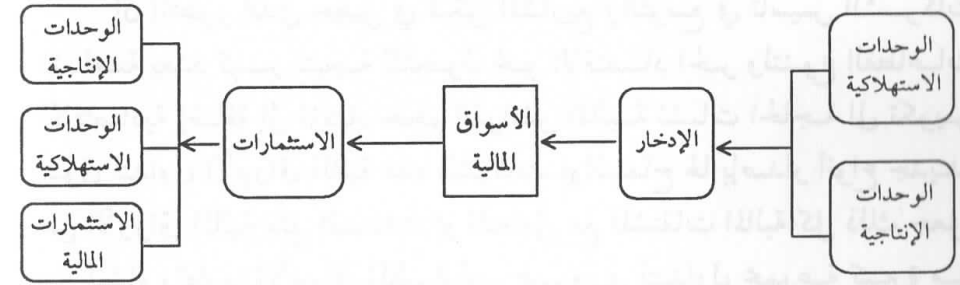 الوحدات
الاستهلاكية
الوحدات
الإنتاجية
الإدخار
الأسواق
المالية
الاستثمارات
الوحدات
الإنتاجية
الوحدات
الاستهلاكية
الاستثمارات
المالية